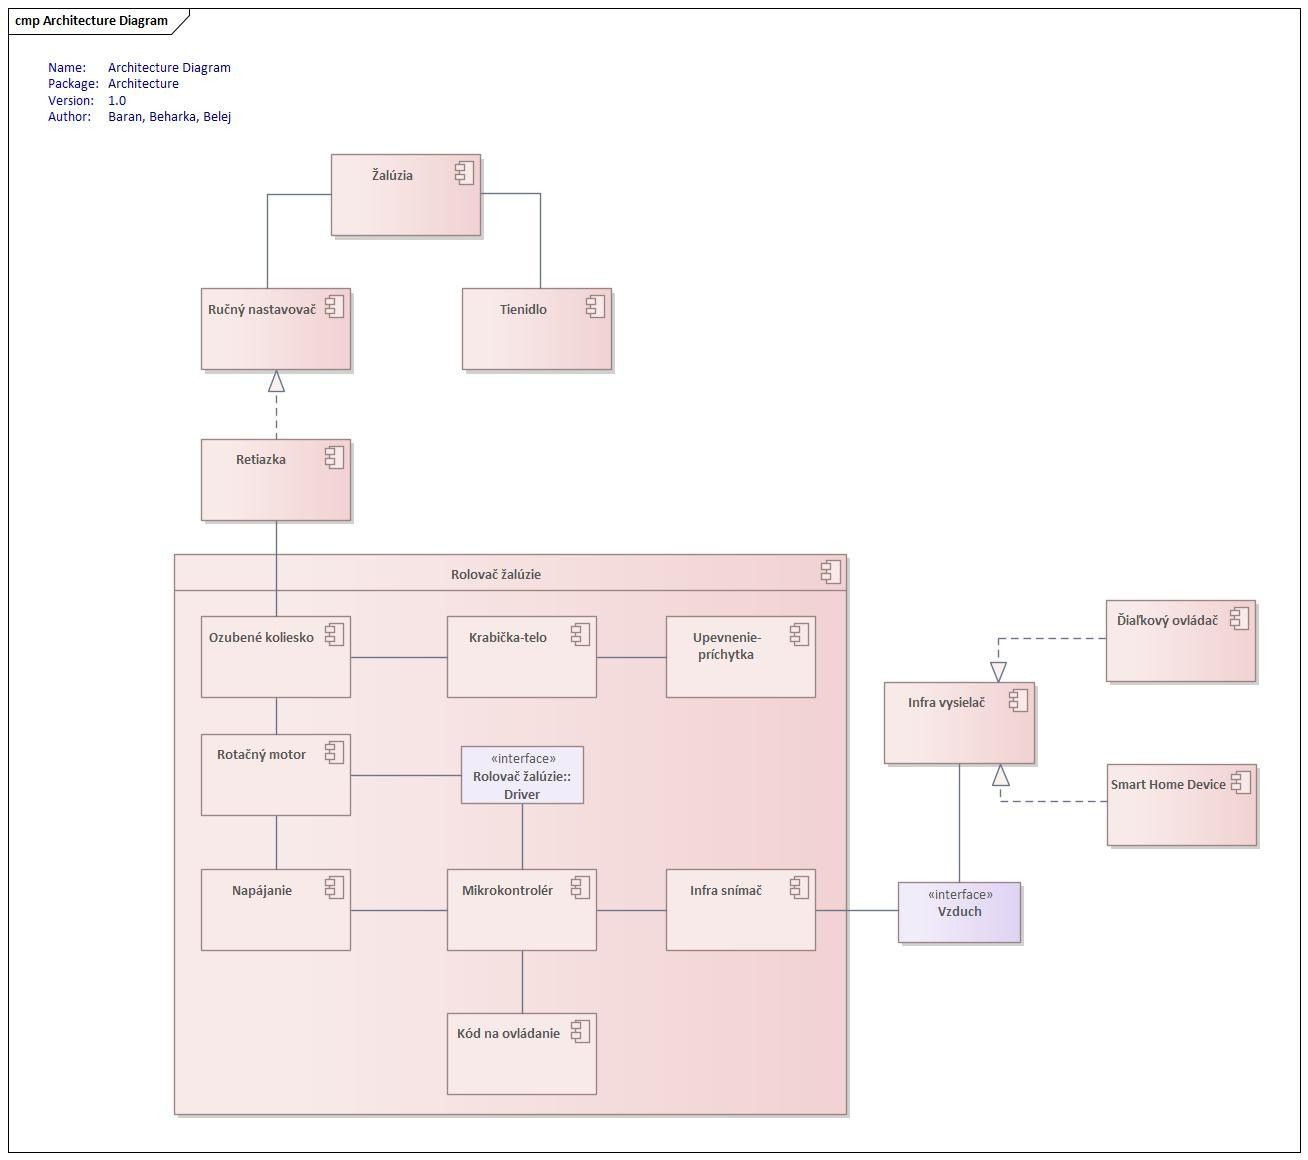 cmp Architecture Diagram
Name: Architecture Diagram
Package: Architecture
Version: 1.0
Author: Baran, Beharka, Belej
Žalúzia
Ručný nastavovač
Tienidlo
Retiazka
Rolovač žalúzie
Ozubené koliesko
Krabička-telo
Upevnenie-
príchytka
Rotačný motor
«interface»
Rolovač žalúzie::
Driver
Napájanie
Mikrokontrolér
Infra snímač
Kód na ovládanie
Ďiaľkový ovládač
Infra vysielač
Smart Home Device
«interface»
Vzduch